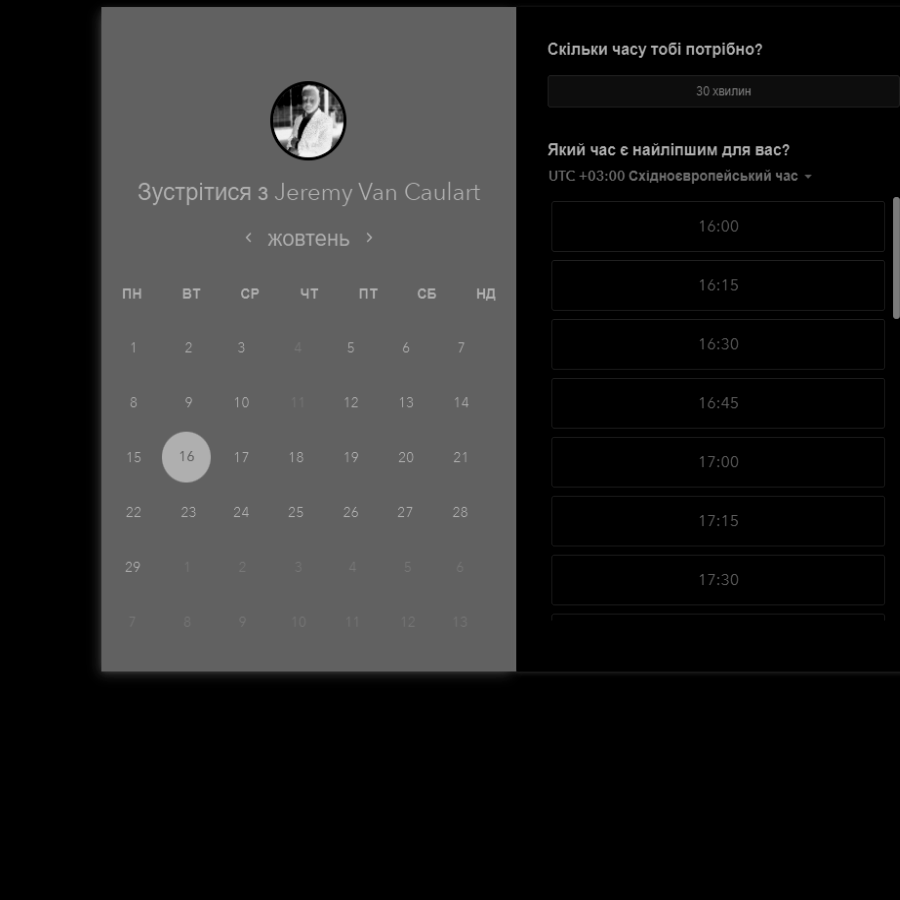 Зустрітися з Jeremy Van Caulart
жовтень
ПН ВТ СР ЧТ ПТ СБ НД
1 2 3 4 5 6 7
8 9 10 11 12 13 14
15 16 17 18 19 20 21
22 23 24 25 26 27 28
29 1 2 3 4 5 6
7 8 9 10 11 12 13
Скільки часу тобі потрібно?
30 хвилин
Який час є найліпшим для вас?
UTC +03:00 Східноєвропейський час
16:00
16:15
16:30
16:45
17:00
17:15
17:30